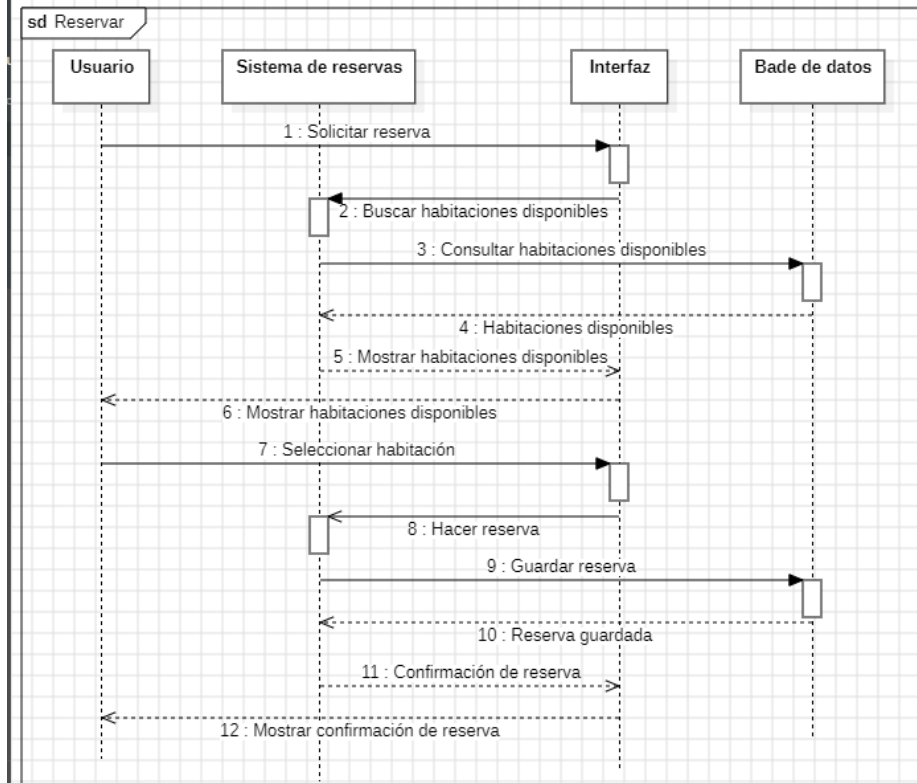 sd Reservar
Usuario
Sistema de reservas
Interfaz
Bade de datos
1 : Solicitar reserva
2 : Buscar habitaciones disponibles
3 : Consultar habitaciones disponibles
4 : Habitaciones disponibles
5 : Mostrar habitaciones disponibles
6 : Mostrar habitaciones disponibles
7 : Seleccionar habitación
8 : Hacer reserva
9 : Guardar reserva
10 : Reserva guardada
11 : Confirmación de reserva
12 : Mostrar confirmación de reserva